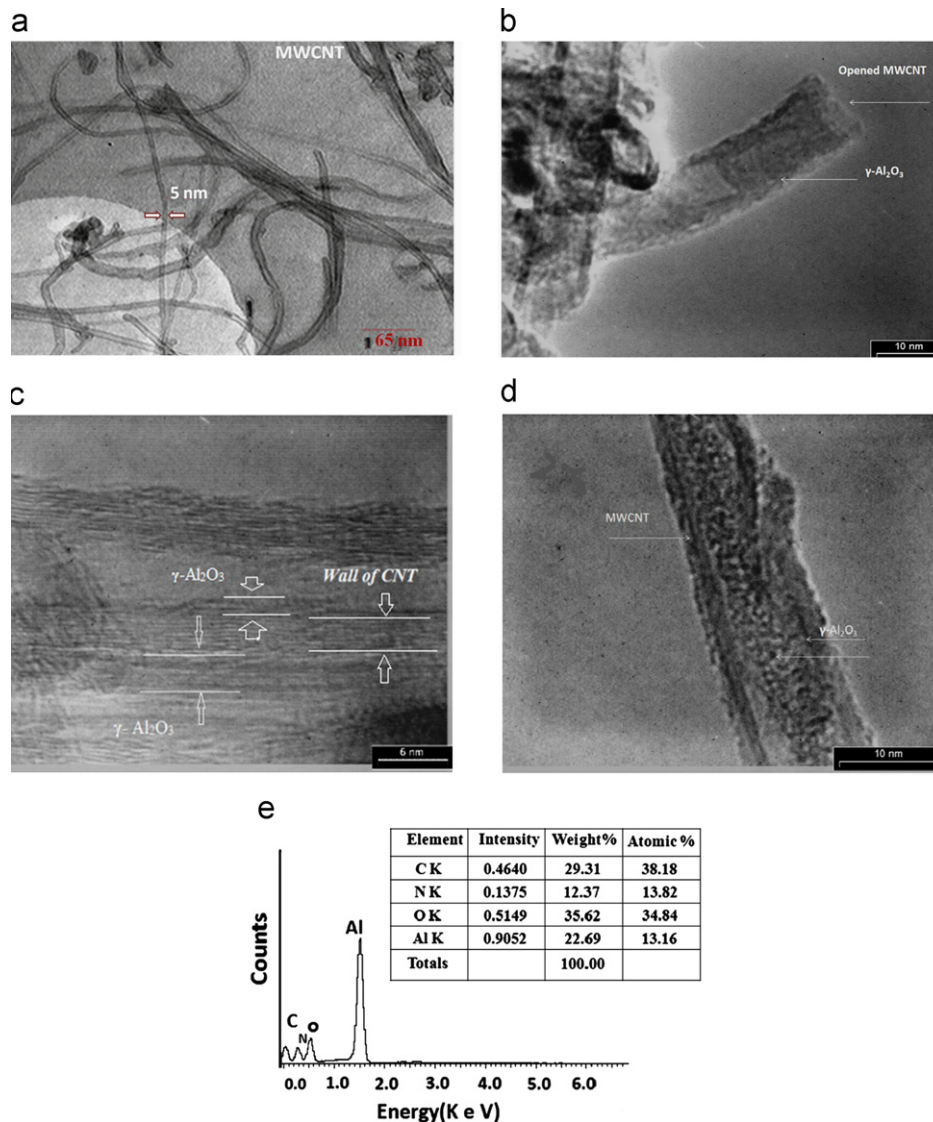 a
MWCNT
5 nm
65 nm
b
Opened MWCNT
γ-Al₂O₃
10 nm
c
γ-Al₂O₃
Wall of CNT
γ- Al₂O₃
6 nm
d
MWCNT
γ-Al₂O₃
10 nm
e
Element Intensity Weight% Atomic %
C K 0.4640 29.31 38.18
N K 0.1375 12.37 13.82
O K 0.5149 35.62 34.84
Al K 0.9052 22.69 13.16
Totals 100.00
Al
C
N
O
Counts
0.0 1.0 2.0 3.0 4.0 5.0 6.0
Energy(K e V)